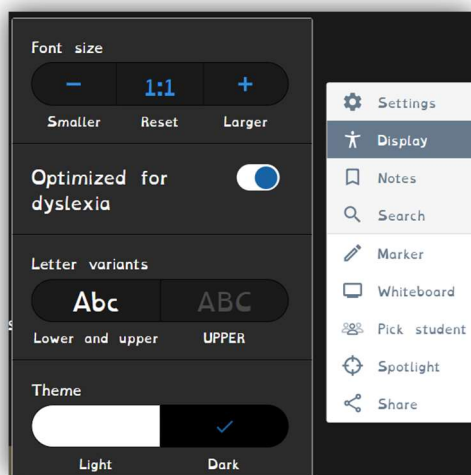 Font size
− 1:1 +
Smaller Reset Larger
Optimized for
dyslexia
Letter variants
Abc ABC
Lower and upper UPPER
Theme
Light Dark
Settings
Display
Notes
Search
Marker
Whiteboard
Pick student
Spotlight
Share